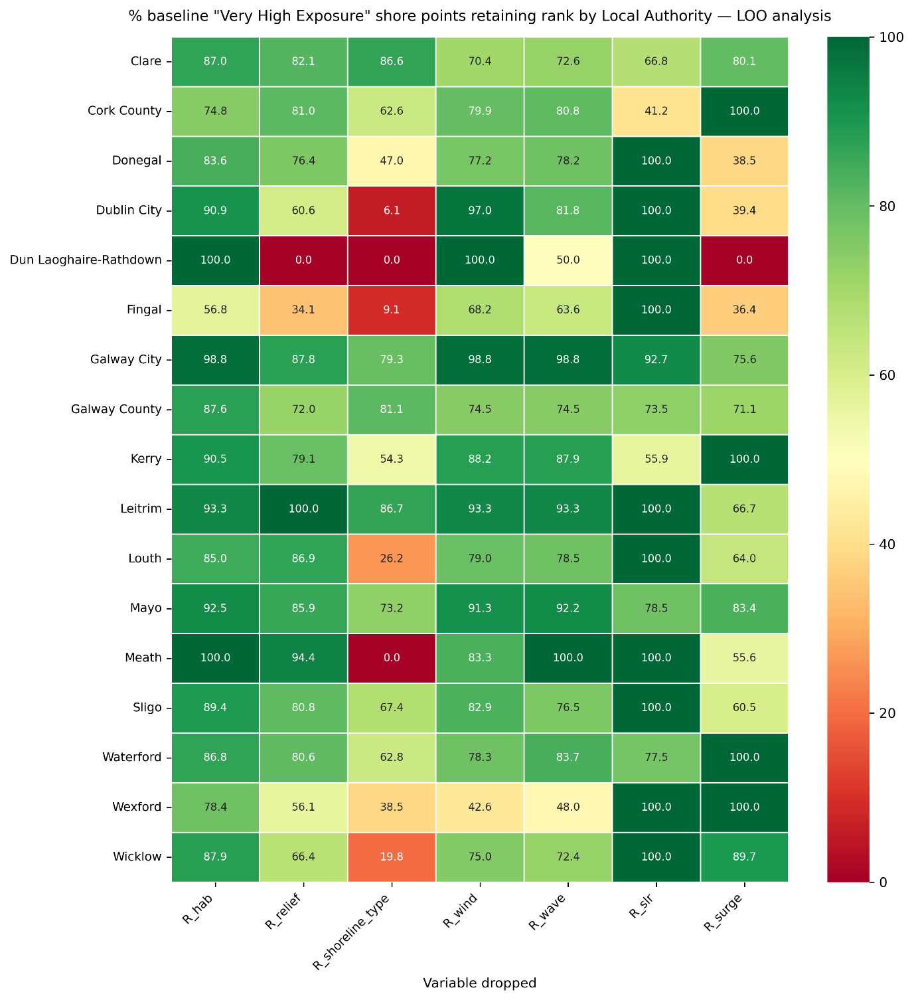 % baseline "Very High Exposure" shore points retaining rank by Local Authority — LOO analysis
Clare 87.0 82.1 86.6 70.4 72.6 66.8 80.1
Cork County 74.8 81.0 62.6 79.9 80.8 41.2 100.0
Donegal 83.6 76.4 47.0 77.2 78.2 100.0 38.5
Dublin City 90.9 60.6 6.1 97.0 81.8 100.0 39.4
Dun Laoghaire-Rathdown 100.0 0.0 0.0 100.0 50.0 100.0 0.0
Fingal 56.8 34.1 9.1 68.2 63.6 100.0 36.4
Galway City 98.8 87.8 79.3 98.8 98.8 92.7 75.6
Galway County 87.6 72.0 81.1 74.5 74.5 73.5 71.1
Kerry 90.5 79.1 54.3 88.2 87.9 55.9 100.0
Leitrim 93.3 100.0 86.7 93.3 93.3 100.0 66.7
Louth 85.0 86.9 26.2 79.0 78.5 100.0 64.0
Mayo 92.5 85.9 73.2 91.3 92.2 78.5 83.4
Meath 100.0 94.4 0.0 83.3 100.0 100.0 55.6
Sligo 89.4 80.8 67.4 82.9 76.5 100.0 60.5
Waterford 86.8 80.6 62.8 78.3 83.7 77.5 100.0
Wexford 78.4 56.1 38.5 42.6 48.0 100.0 100.0
Wicklow 87.9 66.4 19.8 75.0 72.4 100.0 89.7
R_hab R_relief R_shoreline_type R_wind R_wave R_slr R_surge
Variable dropped
100
80
60
40
20
0